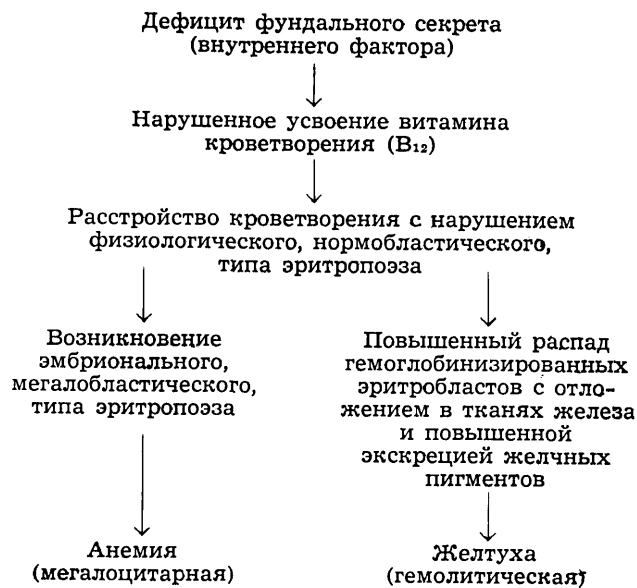 Дефицит фундального секрета
(внутреннего фактора)
Нарушенное усвоение витамина
кроветворения (В₁₂)
Расстройство кроветворения с нарушением
физиологического, нормобластического,
типа эритропоэза
Возникновение
эмбрионального,
мегалобластического,
типа эритропоэза
Повышенный распад
гемоглобинизированных
эритробластов с отло-
жением в тканях железа
и повышенной
экскрецией желчных
пигментов
Анемия
(мегалоцитарная)
Желтуха
(гемолитическая)